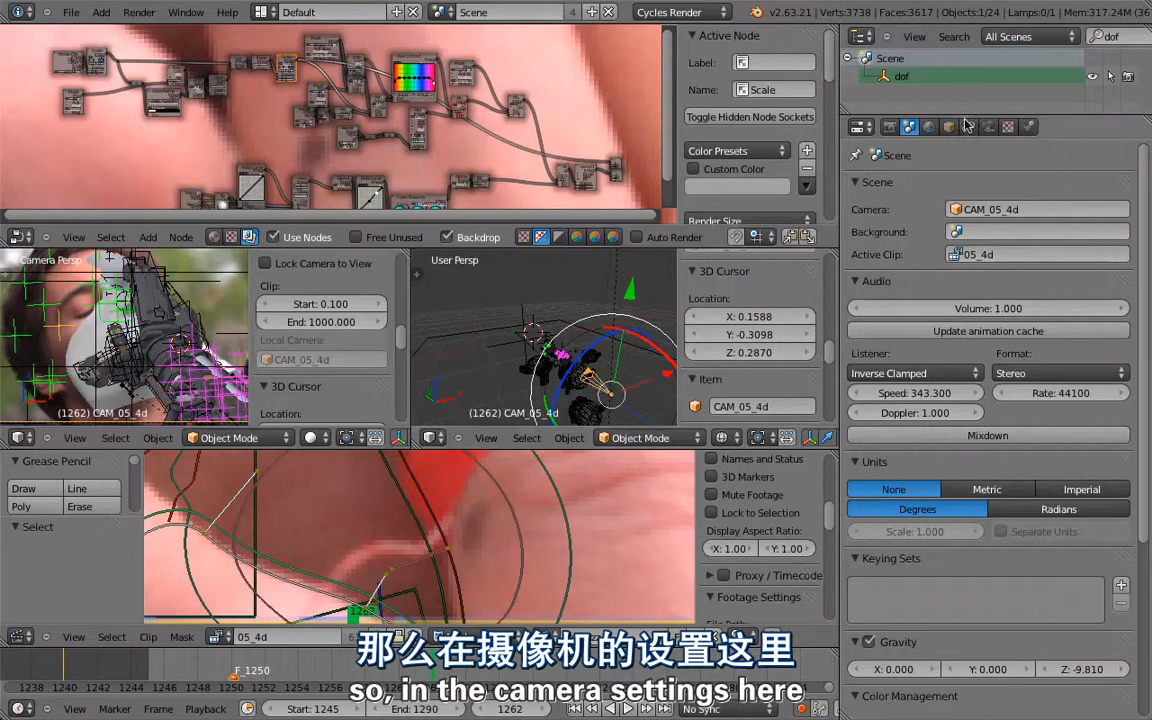 File Add Render Window Help Default Scene 4 Cycles Render v2.63.21 | Verts:3738 | Faces:3617 | Objects:1/24 | Lamps:0/1 | Mem:317.24M (36
View Search All Scenes dof
Scene
dof
Active Node
Label:
Name: Scale
Toggle Hidden Node Sockets
Color Presets
Custom Color
Render Size
View Select Add Node Use Nodes Free Unused Backdrop Auto Render
Scene
Scene
Camera: CAM_05_4d
Background:
Active Clip: 05_4d
Audio
Volume: 1.000
Update animation cache
Listener: Format:
Inverse Clamped Stereo
Speed: 343.300 Rate: 44100
Doppler: 1.000
Mixdown
Units
None Metric Imperial
Degrees Radians
Scale: 1.000 Separate Units
Keying Sets
Gravity
X: 0.000 Y: 0.000 Z: -9.810
Color Management
Camera Persp
(1262) CAM_05_4d
Lock Camera to View
Clip:
Start: 0.100
End: 1000.000
Local Camera:
CAM_05_4d
3D Cursor
Location:
User Persp
(1262) CAM_05_4d
3D Cursor
Location:
X: 0.1588
Y: -0.3098
Z: 0.2870
Item
CAM_05_4d
View Select Object Object Mode
View Select Object Object Mode
Grease Pencil
Draw Line
Poly Erase
Select
1262
Names and Status
3D Markers
Mute Footage
Lock to Selection
Display Aspect Ratio:
X: 1.00 Y: 1.00
Proxy / Timecode
Footage Settings
View Select Clip Mask 05_4d
那么在摄像机的设置这里
so, in the camera settings here
F_1250
1238 1240 1242 1244 1246 1248 1250 1252 1254
View Marker Frame Playback Start: 1245 End: 1290 1262 No Sync